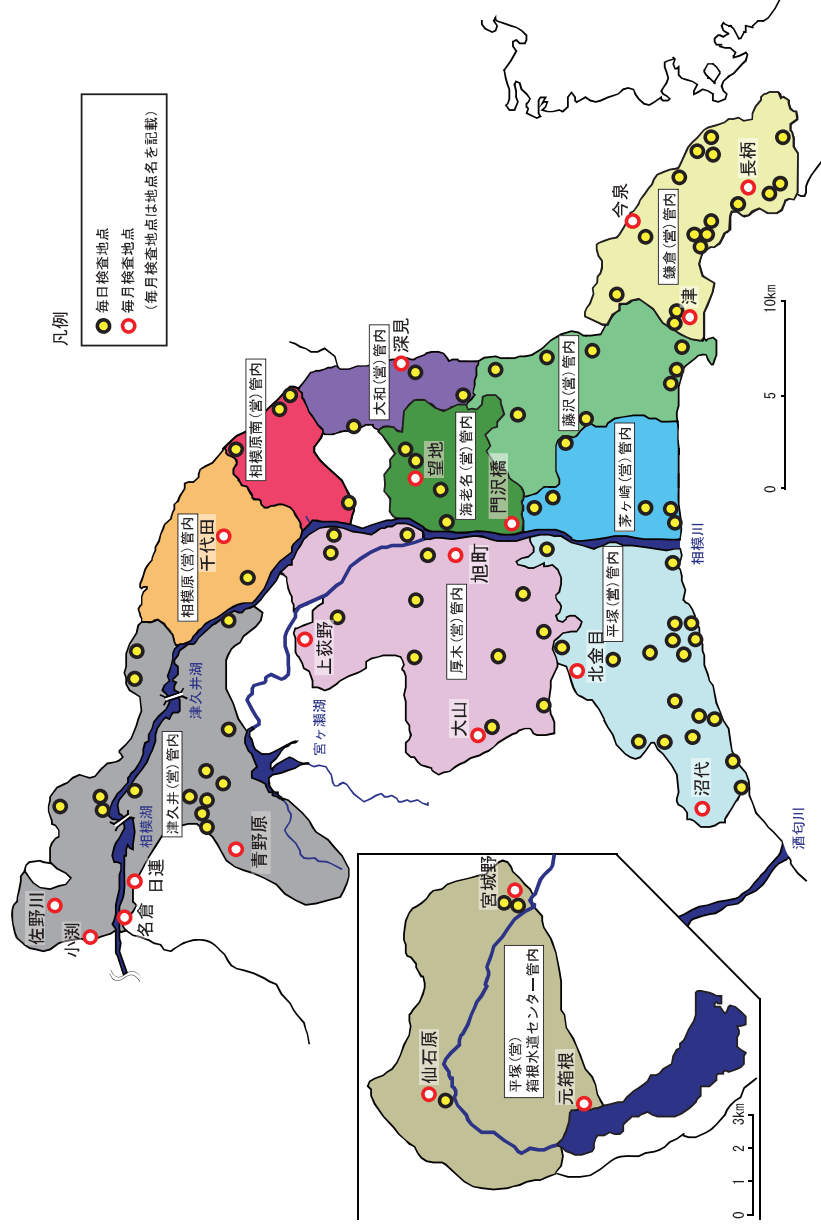 凡例
毎日検査地点
毎月検査地点
（毎月検査地点は地点名を記載）
佐野川
小渕
名倉
日連
相模湖
津久井（営）管内
青野原
津久井湖
宮ヶ瀬湖
相模原（営）管内
千代田
相模原南（営）管内
大和（営）管内
深見
海老名（営）管内
望地
門沢橋
上荻野
厚木（営）管内
旭町
大山
藤沢（営）管内
茅ヶ崎（営）管内
鎌倉（営）管内
今泉
長柄
津
平塚（営）管内
北金目
沼代
相模川
酒匂川
0
5
10km
平塚（営）
箱根水道センター管内
仙石原
宮城野
元箱根
0
1
2
3km